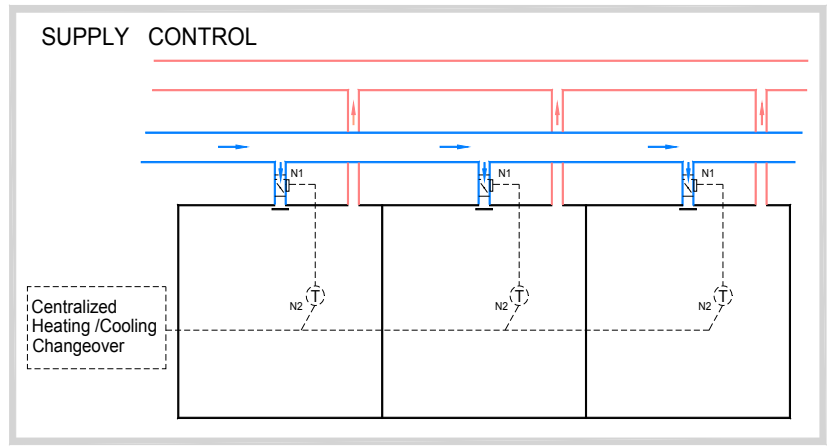 SUPPLY CONTROL
N1
N1
N1
T
T
T
N2
N2
N2
Centralized
Heating /Cooling
Changeover